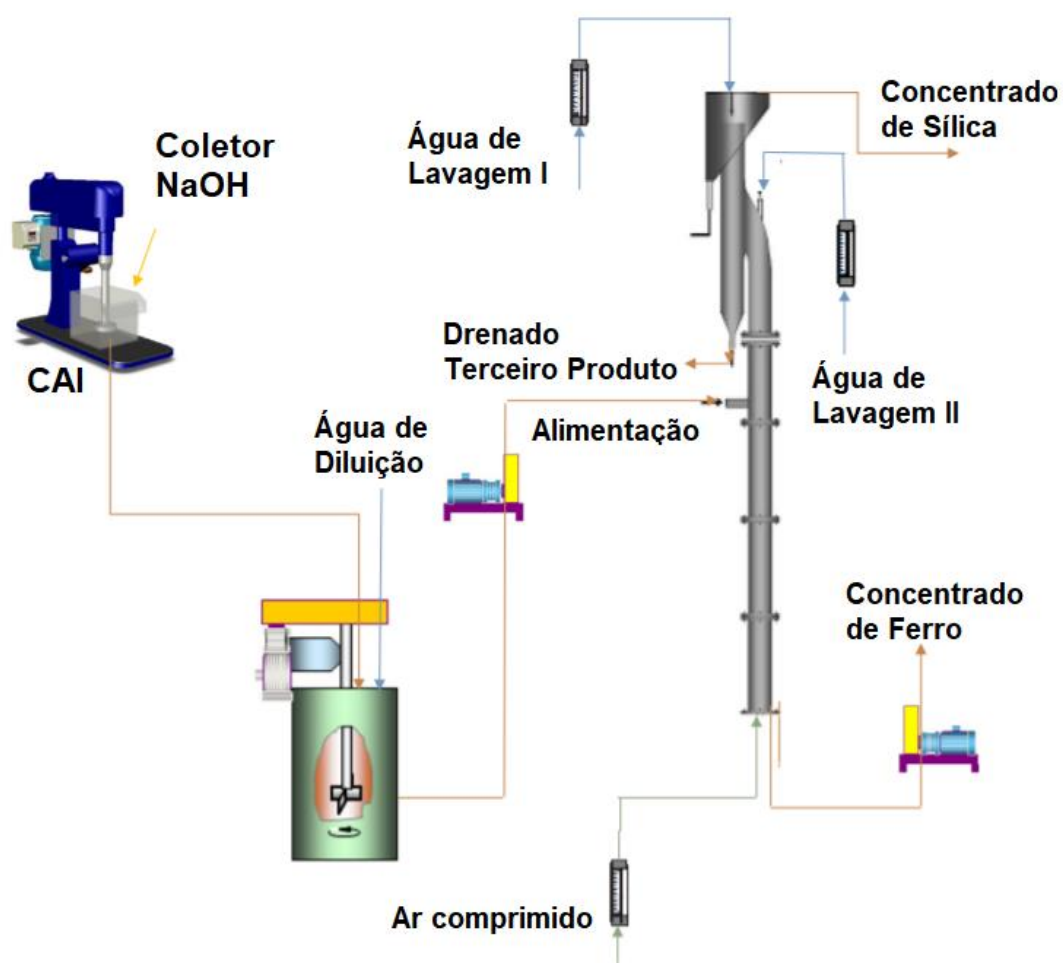 Concentrado
de Sílica
Água de
Lavagem I
Coletor
NaOH
CAI
Drenado
Terceiro Produto
Água de
Lavagem II
Alimentação
Água de
Diluição
Concentrado
de Ferro
Ar comprimido